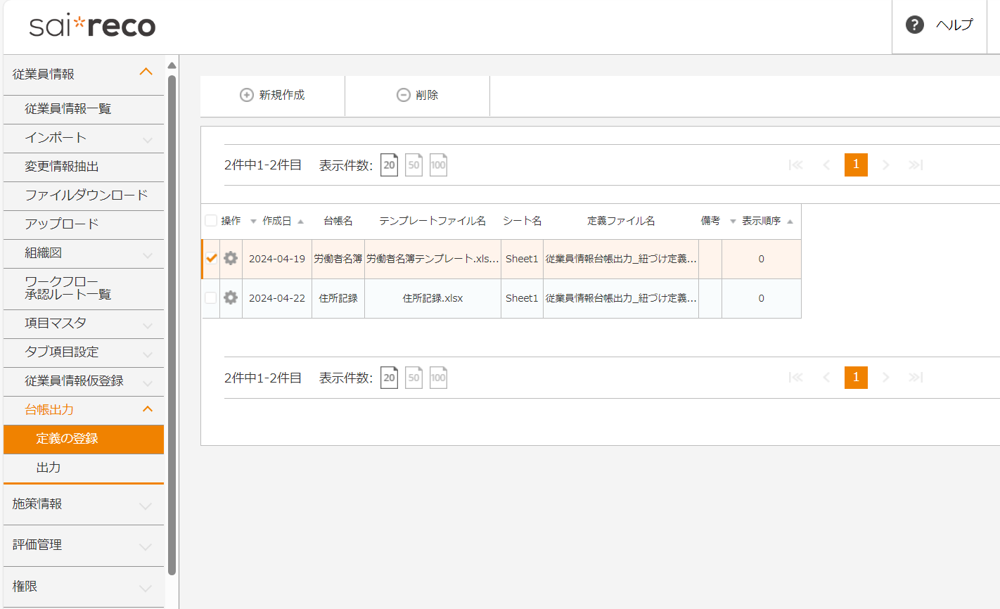 sai*reco
ヘルプ
従業員情報
従業員情報一覧
インポート
変更情報抽出
ファイルダウンロード
アップロード
組織図
ワークフロー
承認ルート一覧
項目マスタ
タブ項目設定
従業員情報仮登録
台帳出力
定義の登録
出力
施策情報
評価管理
権限
新規作成 削除
2件中1-2件目 表示件数: 20 50 100 1
操作 作成日 台帳名 テンプレートファイル名 シート名 定義ファイル名 備考 表示順序
2024-04-19 労働者名簿 労働者名簿テンプレート.xls... Sheet1 従業員情報台帳出力_紐づけ定義... 0
2024-04-22 住所記録 住所記録.xlsx Sheet1 従業員情報台帳出力_紐づけ定義... 0
2件中1-2件目 表示件数: 20 50 100 1